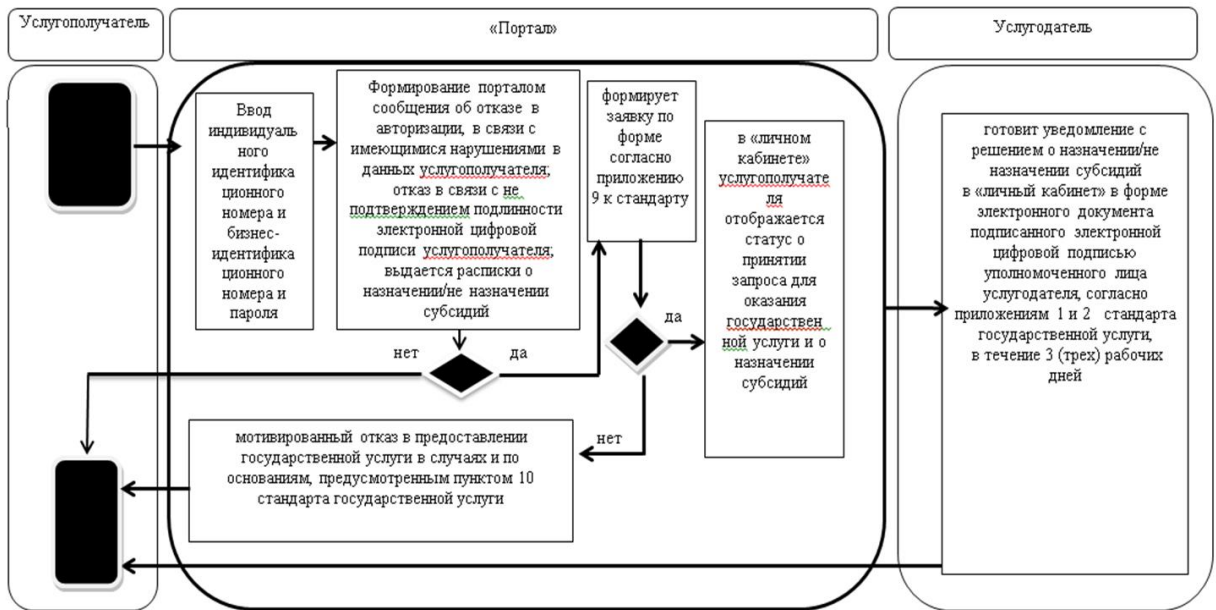 Услугополучатель
«Портал»
Услугодатель
Ввод
индивидуаль
ного
идентифика
ционного
номера и
бизнес-
идентифика
ционного
номера и
пароля
Формирование порталом
сообщения об отказе в
авторизации, в связи с
имеющимися нарушениями в
данных услугополучателя;
отказ в связи с не
подтверждением подлинности
электронной цифровой
подписи услугополучателя;
выдается расписки о
назначении/не назначении
субсидий
формирует
заявку по
форме
согласно
приложению
9 к стандарту
в «личном
кабинете»
услугополучате
ля
отображается
статус о
принятии
запроса для
оказания
государствен
ной услуги и о
назначении
субсидий
готовит уведомление с
решением о назначении/не
назначении субсидий
в «личный кабинет» в форме
электронного документа
подписанного электронной
цифровой подписью
уполномоченного лица
услугодателя, согласно
приложениям 1 и 2 стандарта
государственной услуги,
в течение 3 (трех) рабочих
дней
нет
да
да
нет
мотивированный отказ в предоставлении
государственной услуги в случаях и по
основаниям, предусмотренным пунктом 10
стандарта государственной услуги